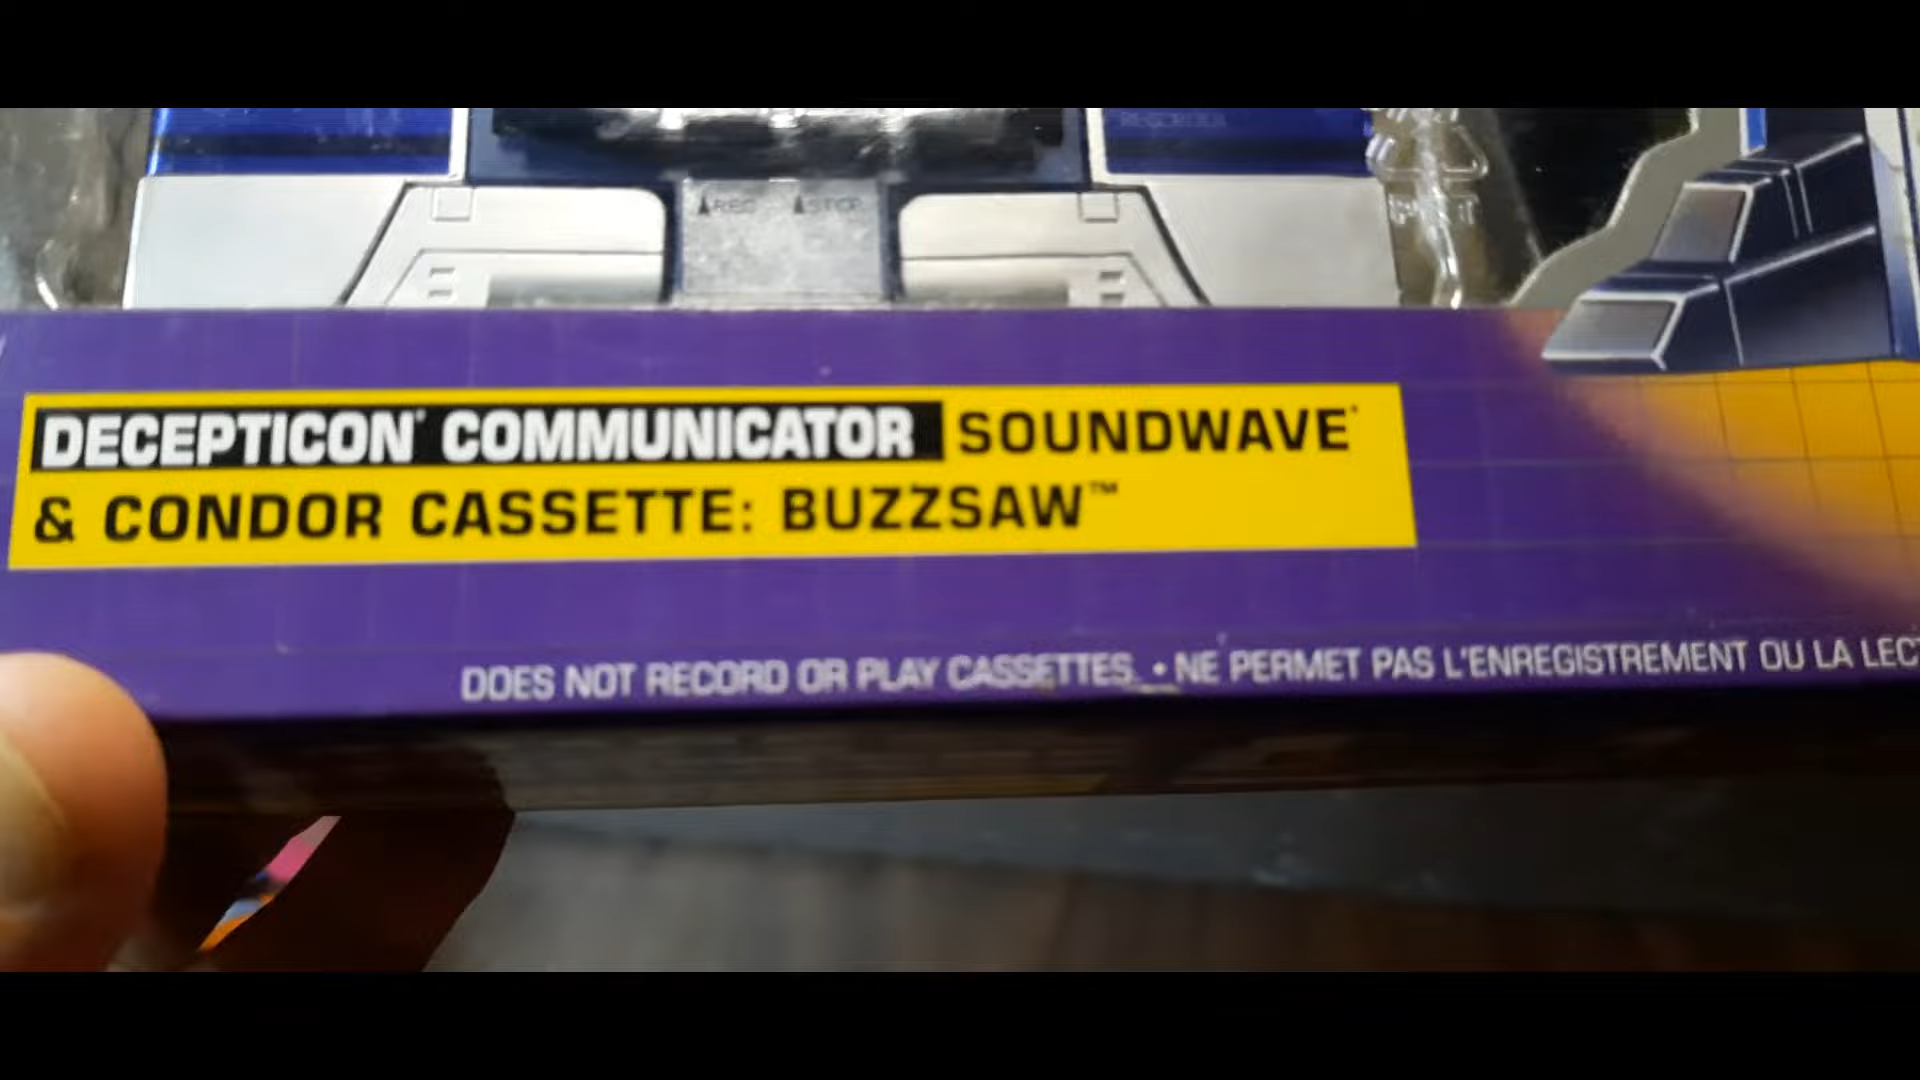 REC STOP
DECEPTICON® COMMUNICATOR SOUNDWAVE®
& CONDOR CASSETTE: BUZZSAW™
DOES NOT RECORD OR PLAY CASSETTES. • NE PERMET PAS L'ENREGISTREMENT OU LA LEC